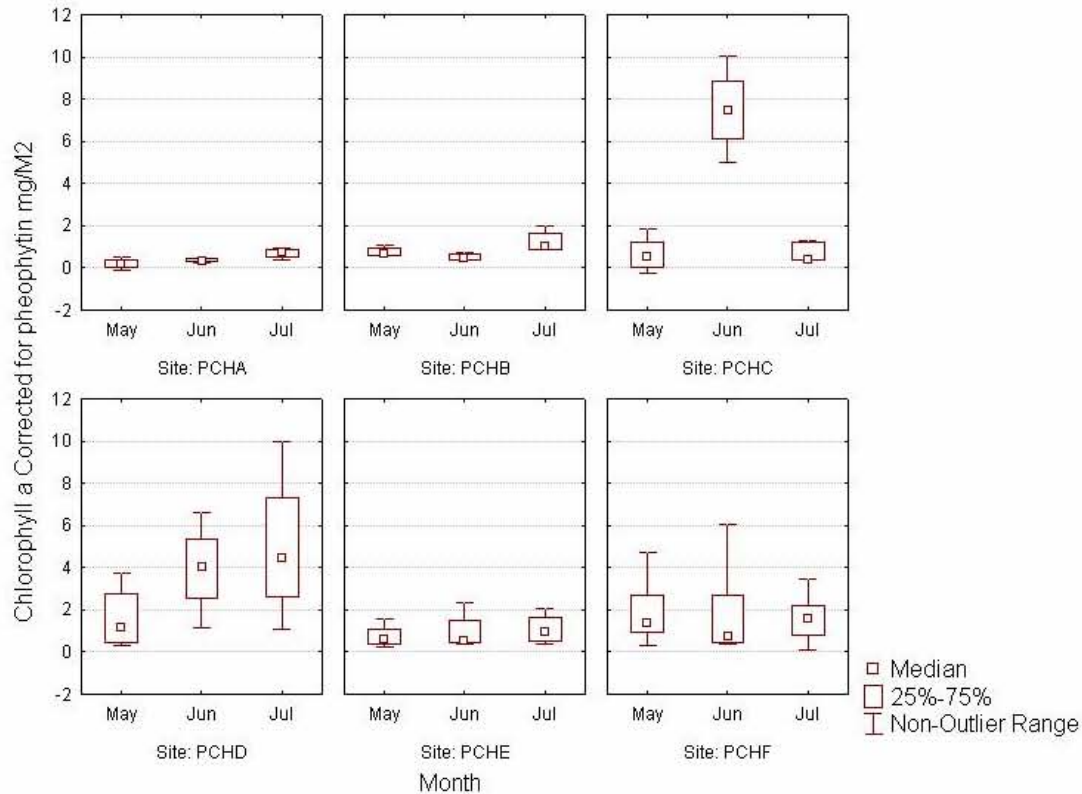 Chlorophyll a Corrected for pheophytin mg/M2
12
10
8
6
4
2
0
-2
May Jun Jul
Site: PCHA
May Jun Jul
Site: PCHB
May Jun Jul
Site: PCHC
12
10
8
6
4
2
0
-2
May Jun Jul
Site: PCHD
May Jun Jul
Site: PCHE
May Jun Jul
Site: PCHF
Month
Median
25%-75%
Non-Outlier Range